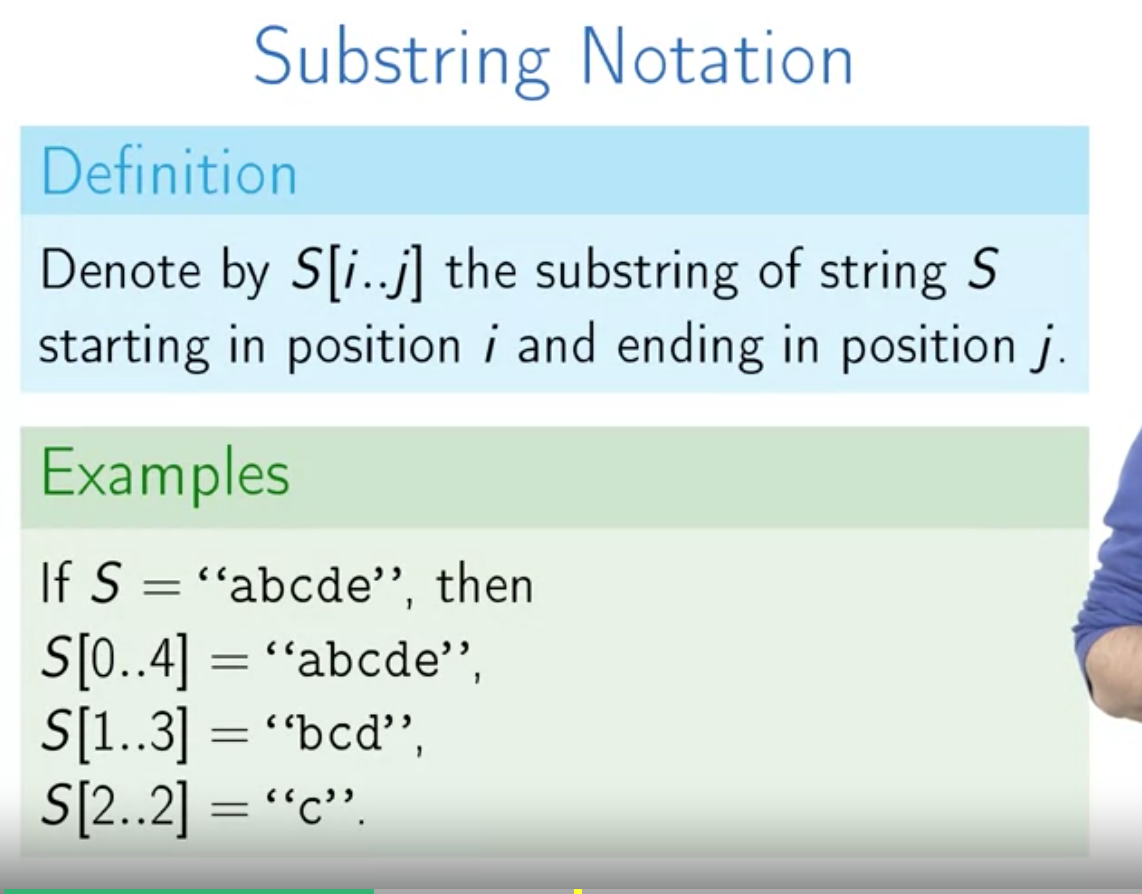 Substring Notation
Definition
Denote by S[i..j] the substring of string S
starting in position i and ending in position j.
Examples
If S = ‘‘abcde’’, then
S[0..4] = ‘‘abcde’’,
S[1..3] = ‘‘bcd’’,
S[2..2] = ‘‘c’’.